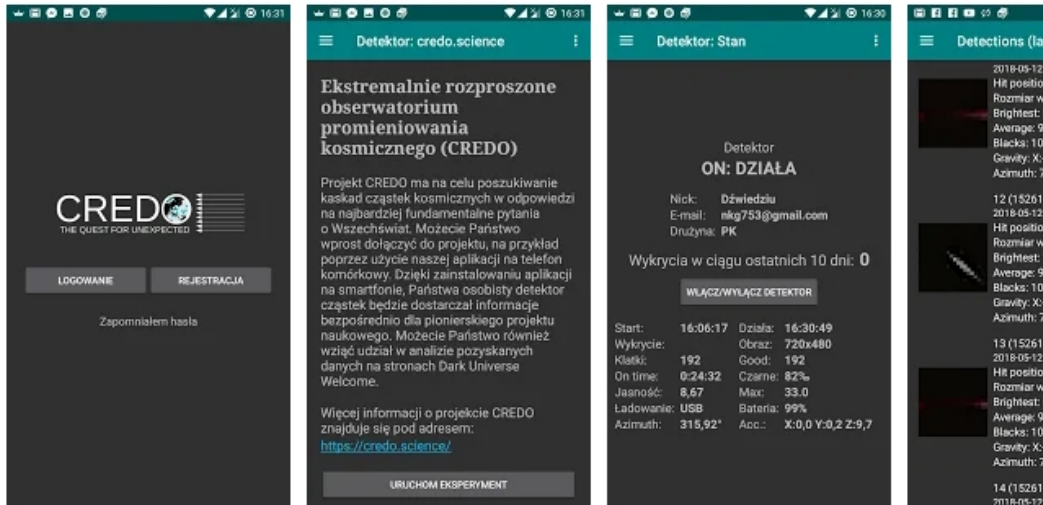 16:31
CREDO
THE QUEST FOR UNEXPECTED
LOGOWANIE
REJESTRACJA
Zapomniałem hasła
16:31
Detektor: credo.science
Ekstremalnie rozproszone
obserwatorium
promieniowania
kosmicznego (CREDO)
Projekt CREDO ma na celu poszukiwanie
kaskad cząstek kosmicznych w odpowiedzi
na najbardziej fundamentalne pytania
o Wszechświat. Możecie Państwo
wprost dołączyć do projektu, na przykład
poprzez użycie naszej aplikacji na telefon
komórkowy. Dzięki zainstalowaniu aplikacji
na smartfonie, Państwa osobisty detektor
cząstek będzie dostarczał informacje
bezpośrednio dla pionierskiego projektu
naukowego. Możecie Państwo również
wziąć udział w analizie pozyskanych
danych na stronach Dark Universe
Welcome.
Więcej informacji o projekcie CREDO
znajduje się pod adresem:
https://credo.science/
URUCHOM EKSPERYMENT
16:30
Detektor: Stan
Detektor
ON: DZIAŁA
Nick: Dźwiedziu
E-mail: nkg753@gmail.com
Drużyna: PK
Wykrycia w ciągu ostatnich 10 dni: 0
WŁĄCZ/WYŁĄCZ DETEKTOR
Start: 16:06:17 Działa: 16:30:49
Wykrycie: Obraz: 720x480
Klatki: 192 Good: 192
On time: 0:24:32 Czarne: 82‰
Jasność: 8,67 Max: 33.0
Ładowanie: USB Bateria: 99%
Azimuth: 315,92° Acc.: X:0,0 Y:0,2 Z:9,7
Detections (la
2018-05-12
Hit positio
Rozmiar w
Brightest:
Average: 9
Blacks: 10
Gravity: X:
Azimuth: 7
12 (15261
2018-05-12
Hit positio
Rozmiar w
Brightest:
Average: 9
Blacks: 10
Gravity: X:
Azimuth: 7
13 (15261
2018-05-12
Hit positio
Rozmiar w
Brightest:
Average: 9
Blacks: 10
Gravity: X:
Azimuth: 7
14 (15261
2018-05-12